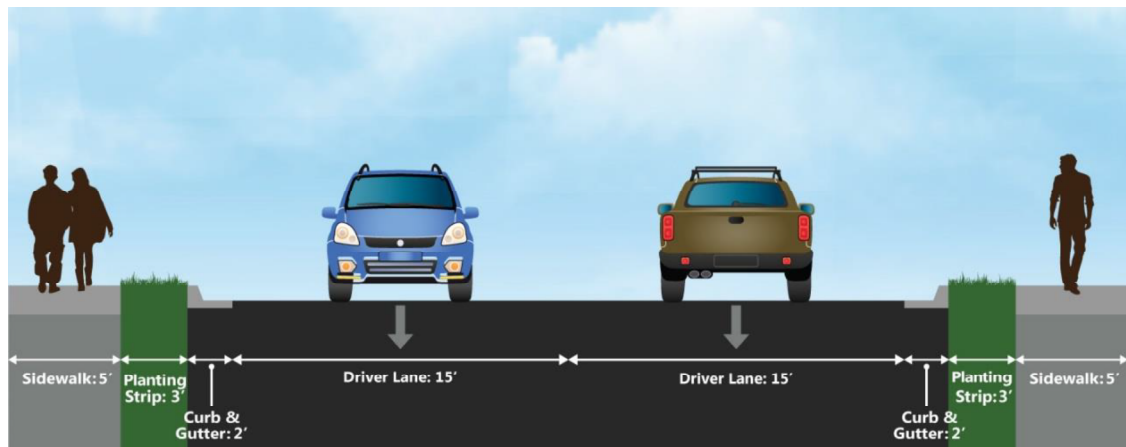 Sidewalk: 5′
Planting
Strip: 3′
Curb &
Gutter: 2′
Driver Lane: 15′
Driver Lane: 15′
Curb &
Gutter: 2′
Planting
Strip: 3′
Sidewalk: 5′